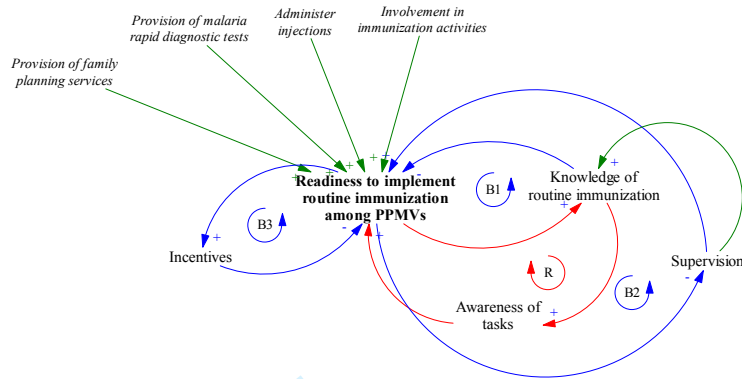 Provision of family
planning services
Provision of malaria
rapid diagnostic tests
Administer
injections
Involvement in
immunization activities
Readiness to implement
routine immunization
among PPMVs
Knowledge of
routine immunization
Supervision
Incentives
Awareness of
tasks
B1
B2
B3
R
+
+
+
+
+
+
-
+
+
+
-
+
-
+